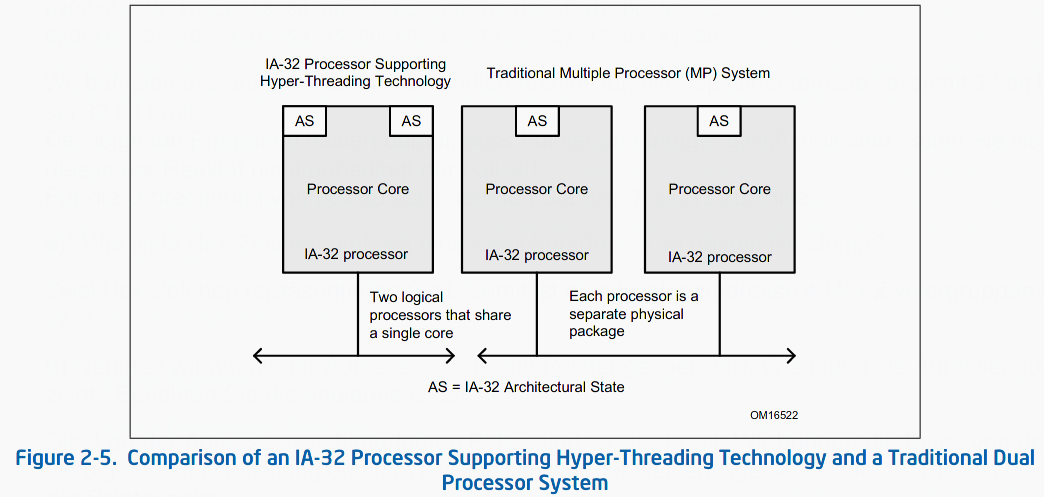 IA-32 Processor Supporting
Hyper-Threading Technology
Traditional Multiple Processor (MP) System
AS
AS
AS
AS
Processor Core
Processor Core
Processor Core
IA-32 processor
IA-32 processor
IA-32 processor
Two logical
processors that share
a single core
Each processor is a
separate physical
package
AS = IA-32 Architectural State
OM16522
Figure 2-5. Comparison of an IA-32 Processor Supporting Hyper-Threading Technology and a Traditional Dual
Processor System